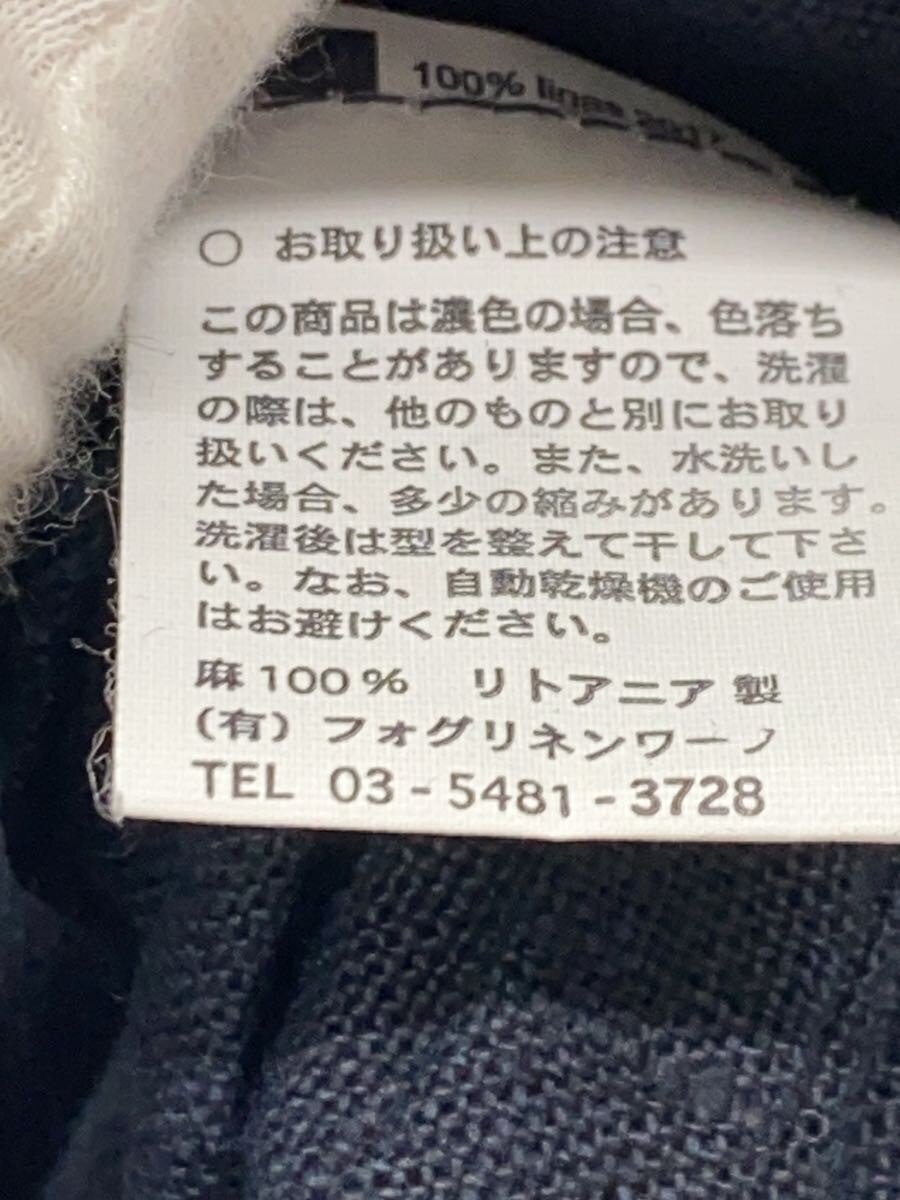 100% linas
○ お取り扱い上の注意
この商品は濃色の場合、色落ち
することがありますので、洗濯
の際は、他のものと別にお取り
扱いください。また、水洗いし
た場合、多少の縮みがあります。
洗濯後は型を整えて干して下さ
い。なお、自動乾燥機のご使用
はお避けください。
麻100% リトアニア製
(有) フォグリネンワーク
TEL 03-5481-3728